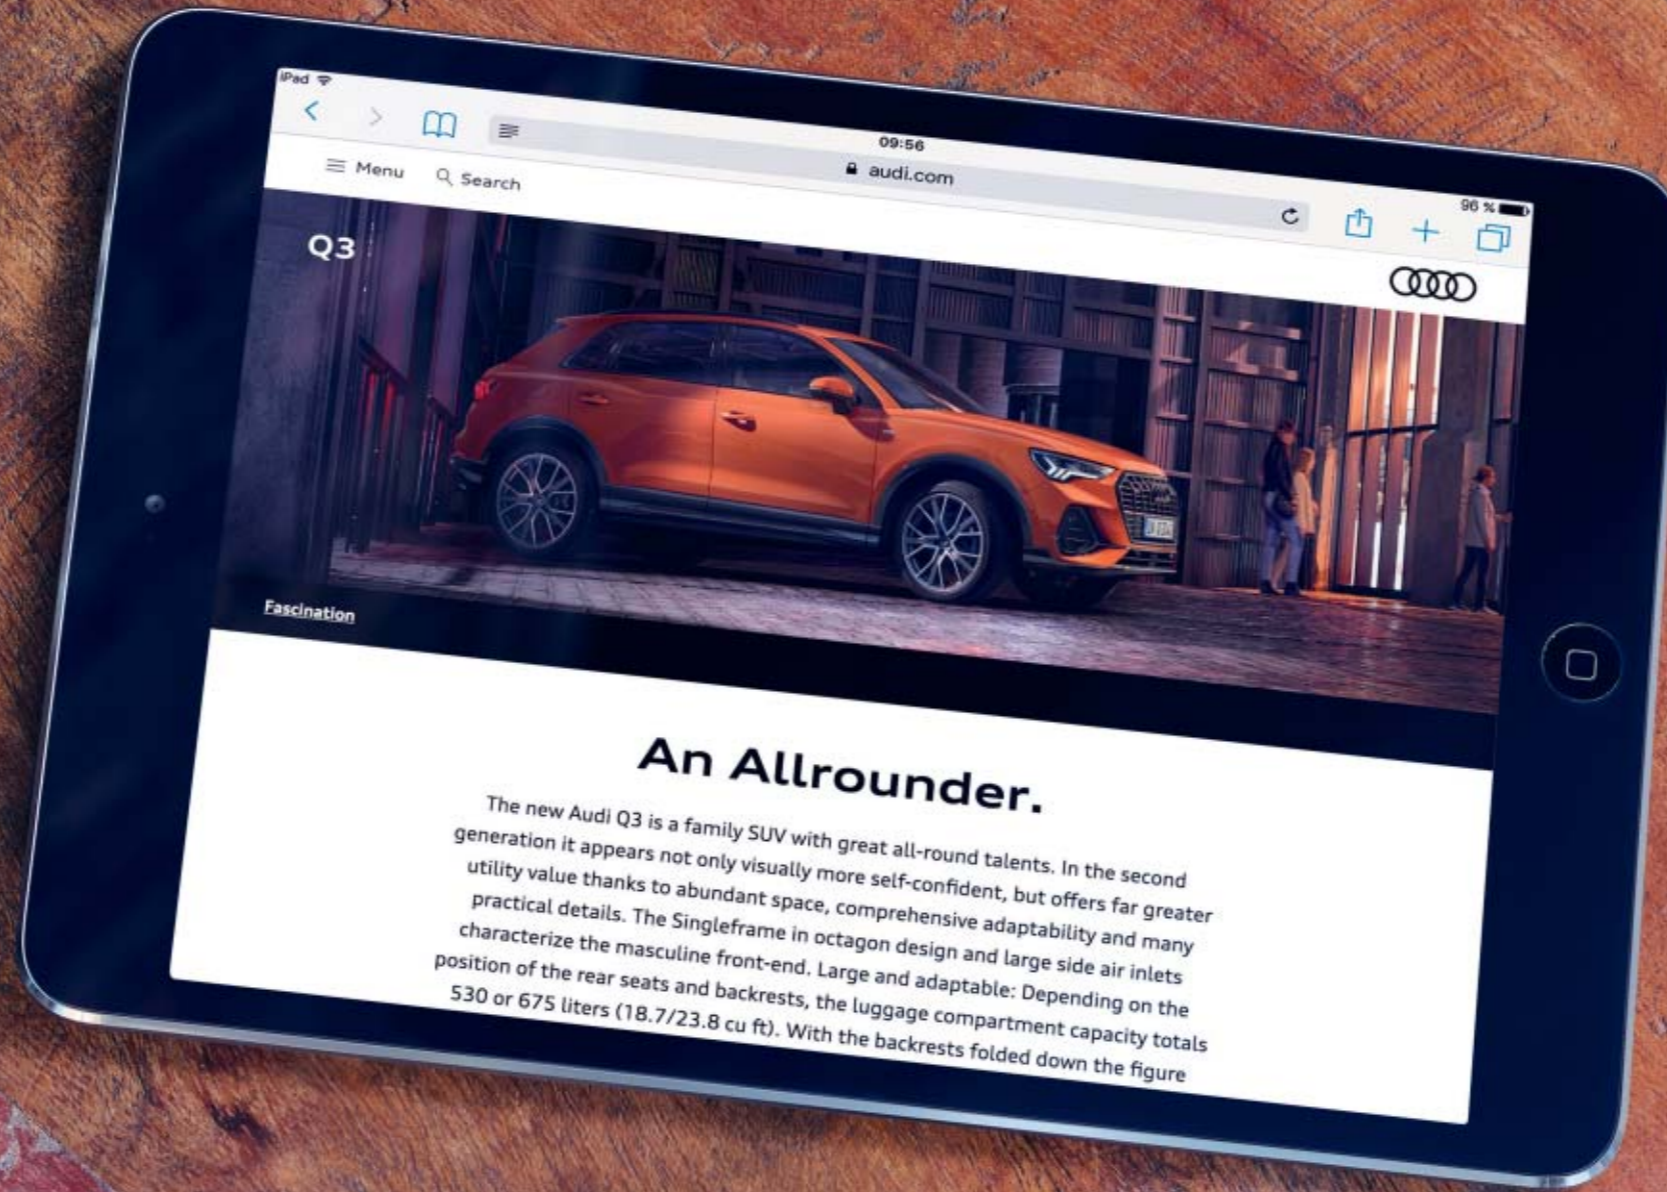 iPad
09:56
96 %
audi.com
Menu
Search
Q3
Fascination
An Allrounder.
The new Audi Q3 is a family SUV with great all-round talents. In the second
generation it appears not only visually more self-confident, but offers far greater
utility value thanks to abundant space, comprehensive adaptability and many
practical details. The Singleframe in octagon design and large side air inlets
characterize the masculine front-end. Large and adaptable: Depending on the
position of the rear seats and backrests, the luggage compartment capacity totals
530 or 675 liters (18.7/23.8 cu ft). With the backrests folded down the figure